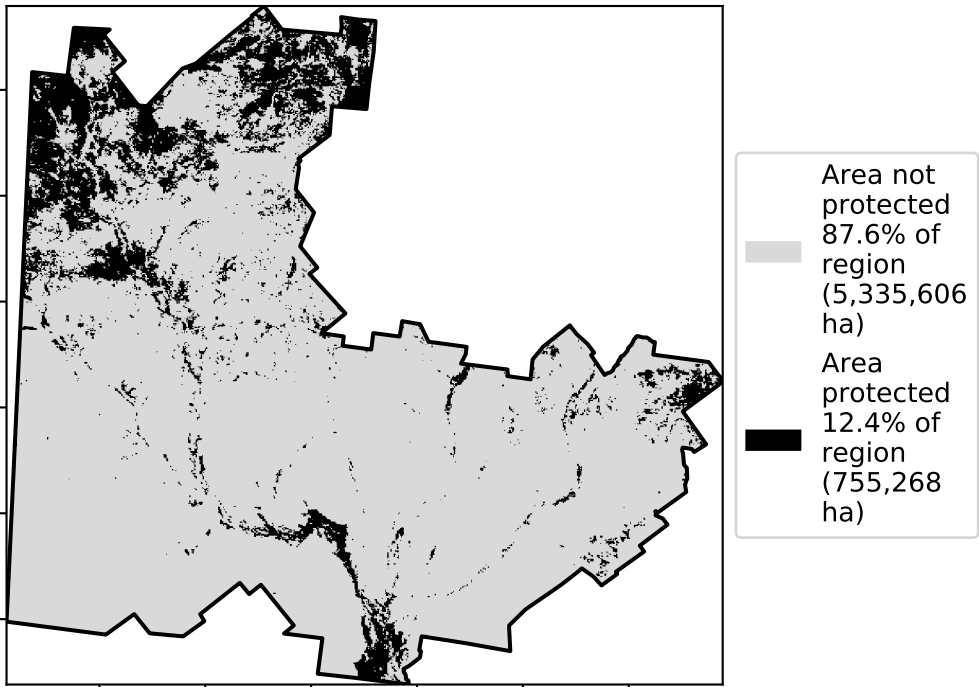 Area not
protected
87.6% of
region
(5,335,606
ha)
Area
protected
12.4% of
region
(755,268
ha)